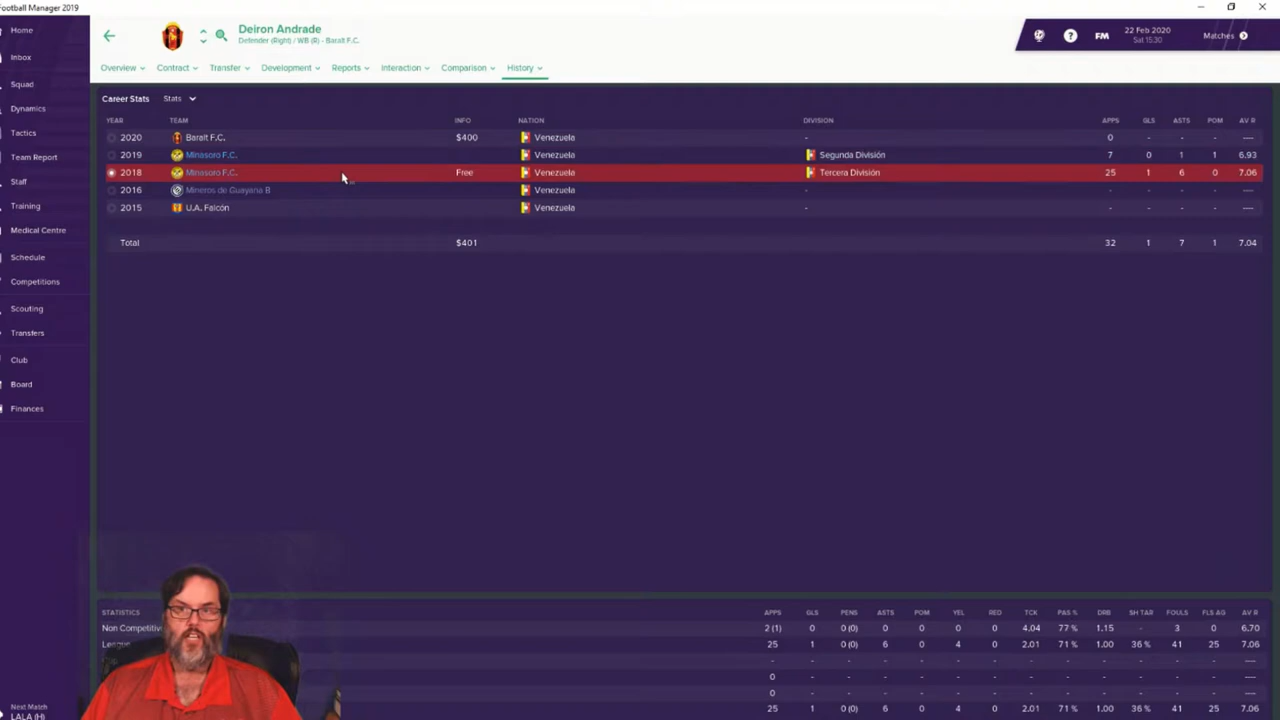 Football Manager 2019
Home
Inbox
Squad
Dynamics
Tactics
Team Report
Staff
Training
Medical Centre
Schedule
Competitions
Scouting
Transfers
Club
Board
Finances
Next Match
LALA (H)
Deiron Andrade
Defender (Right) / WB (R) - Baralt F.C.
22 Feb 2020
Sat 15:30
FM
Matches
Overview Contract Transfer Development Reports Interaction Comparison History
Career Stats Stats
YEAR TEAM INFO NATION DIVISION APPS GLS ASTS POM AV R
2020 Baralt F.C. $400 Venezuela - 0 - - - ---
2019 Minasoro F.C. Venezuela Segunda División 7 0 1 1 6.93
2018 Minasoro F.C. Free Venezuela Tercera División 25 1 6 0 7.06
2016 Mineros de Guayana B Venezuela - - - - - ---
2015 U.A. Falcón Venezuela - - - - - ---
Total $401 32 1 7 1 7.04
STATISTICS APPS GLS PENS ASTS POM YEL RED TCK PAS % DRB SH TAR FOULS FLS AG AV R
Non Competitiv 2 (1) 0 0 (0) 0 0 0 0 4.04 77 % 1.15 - 3 0 6.70
League 25 1 0 (0) 6 0 4 0 2.01 71 % 1.00 36 % 41 25 7.06
- - - - - - - - - - - - - ---
0 - - - - - - - - - - - - ---
0 - - - - - - - - - - - - ---
25 1 0 (0) 6 0 4 0 2.01 71 % 1.00 36 % 41 25 7.06